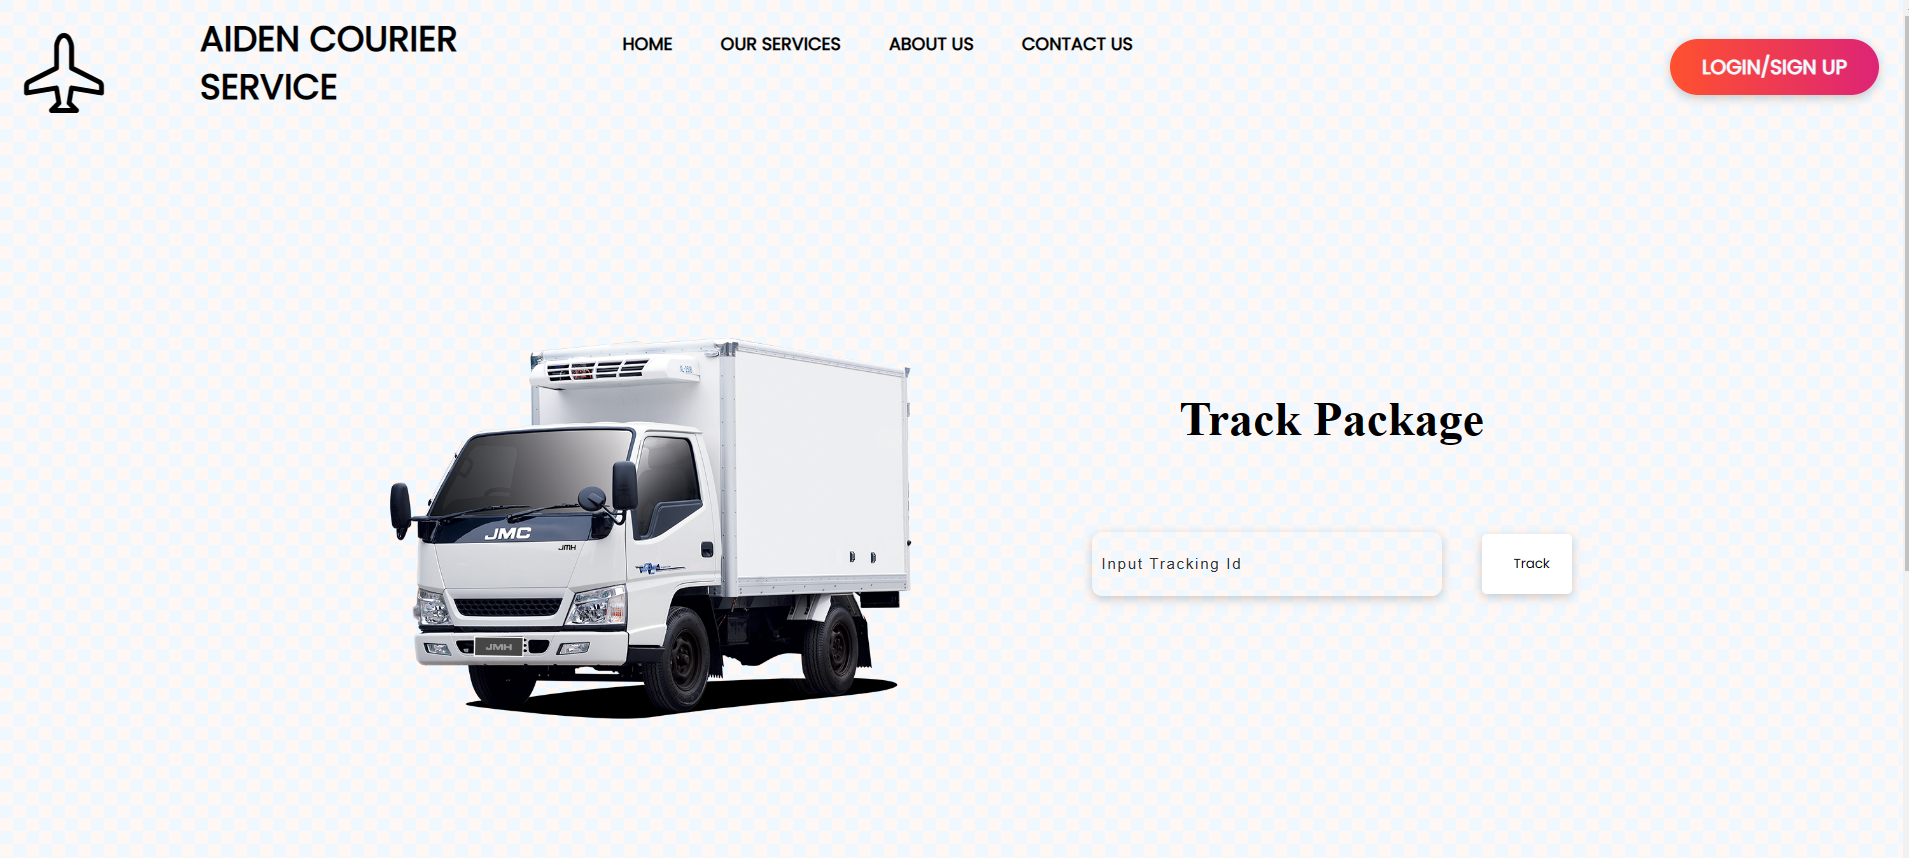 AIDEN COURIER
SERVICE
HOME
OUR SERVICES
ABOUT US
CONTACT US
LOGIN/SIGN UP
Track Package
JMC
JMH
Input Tracking Id
Track
JMH